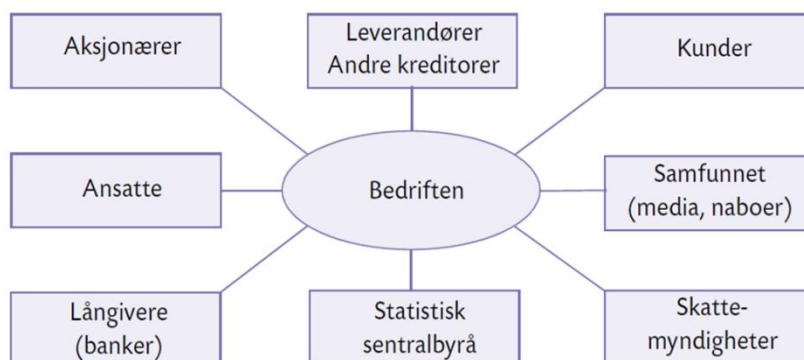 Aksjonærer
Leverandører
Andre kreditorer
Kunder
Ansatte
Bedriften
Samfunnet
(media, naboer)
Långivere
(banker)
Statistisk
sentralbyrå
Skatte-
myndigheter